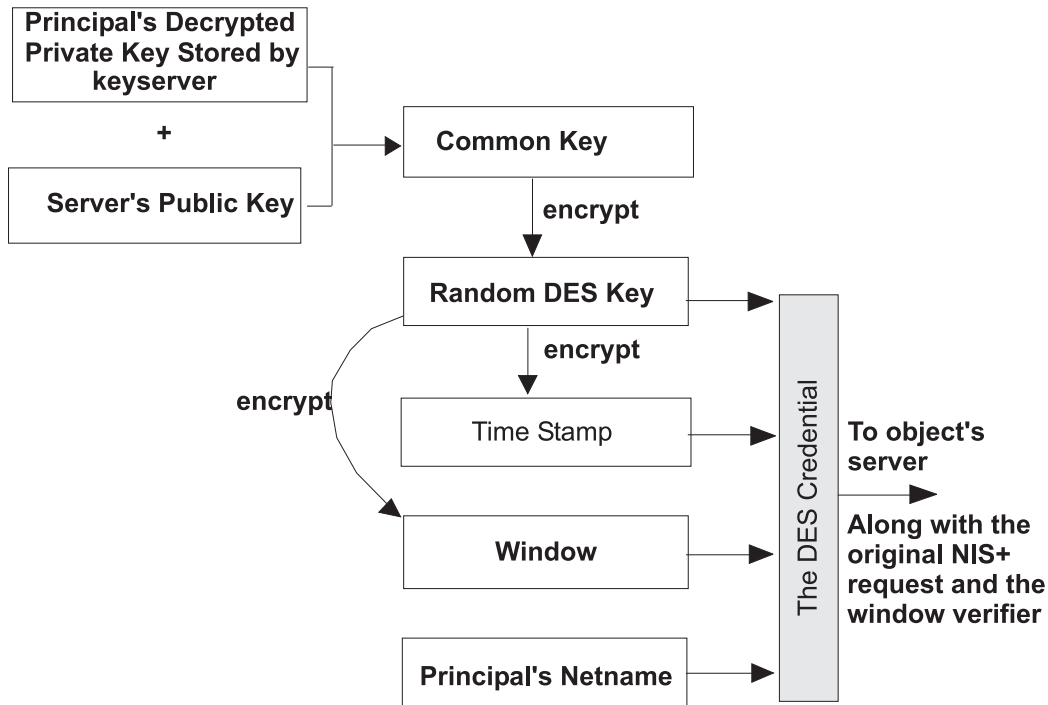 Principal's Decrypted
Private Key Stored by
keyserver
+
Server's Public Key
Common Key
encrypt
Random DES Key
encrypt
encrypt
Time Stamp
Window
Principal's Netname
The DES Credential
To object's
server
Along with the
original NIS+
request and the
window verifier